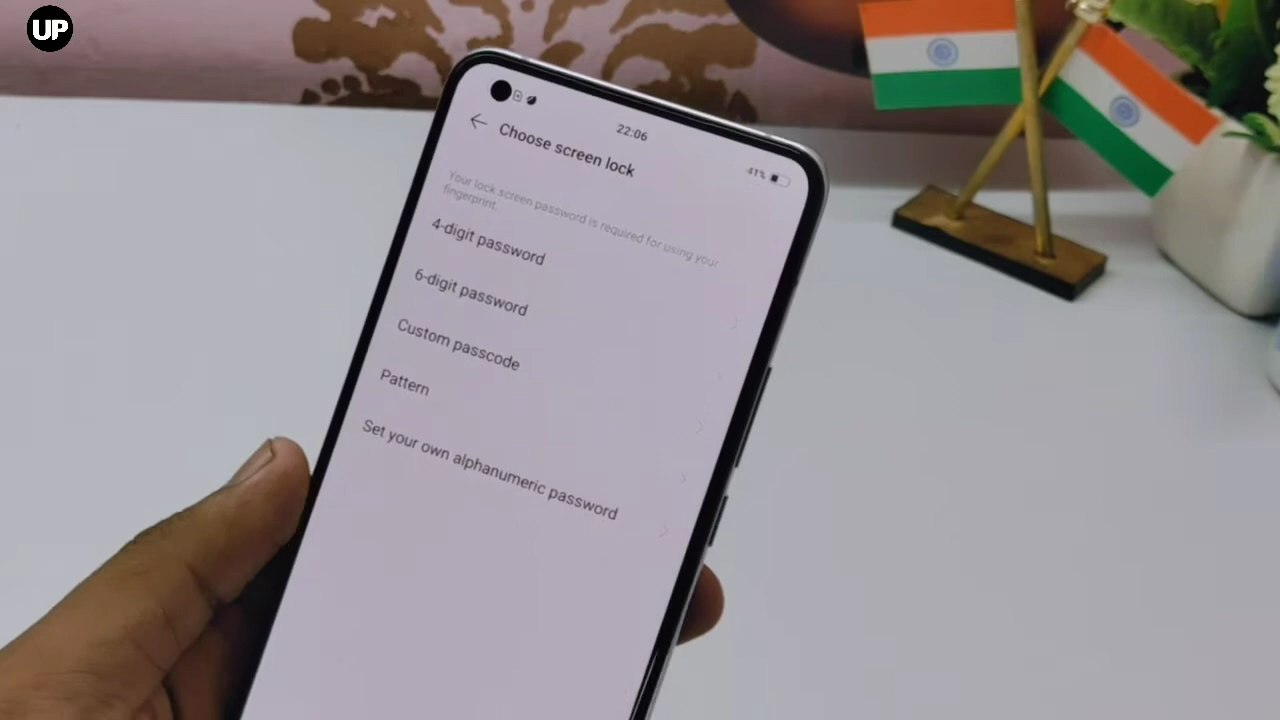 UP
22:06
41%
Choose screen lock
Your lock screen password is required for using your
fingerprint.
4-digit password
6-digit password
Custom passcode
Pattern
Set your own alphanumeric password